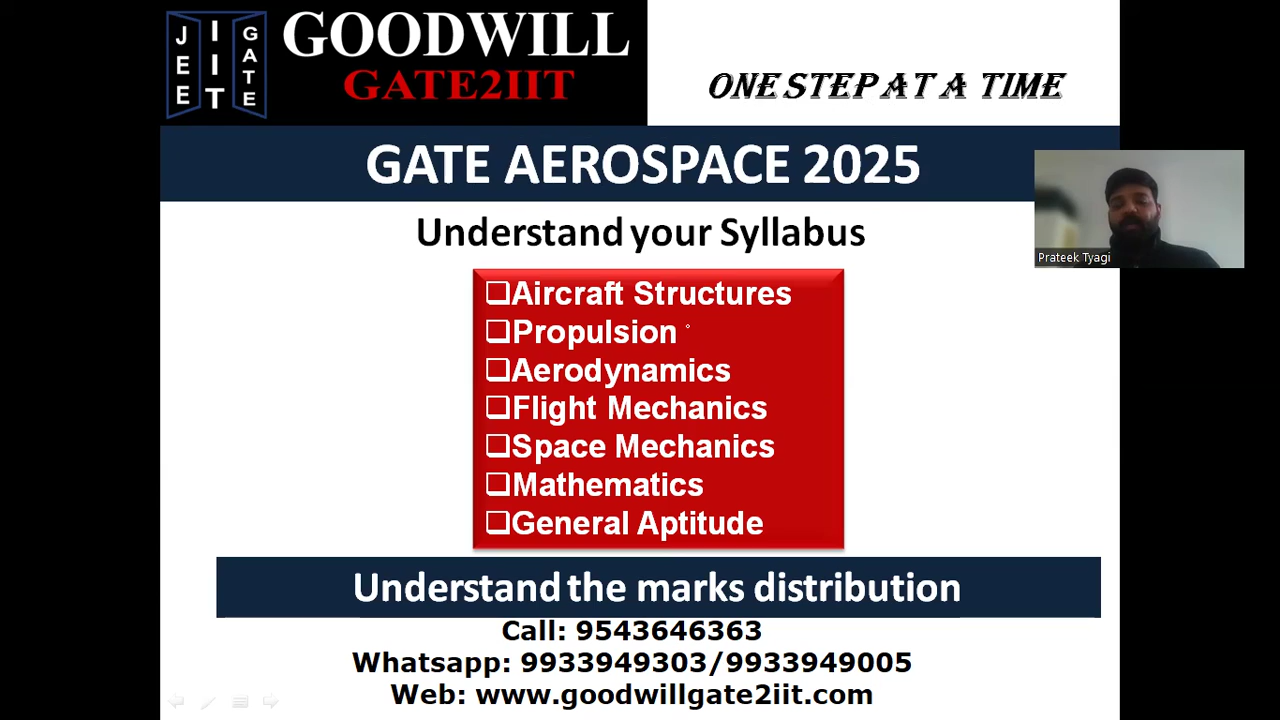 JEE
IIT
GATE
GOODWILL
GATE2IIT
ONE STEP AT A TIME
GATE AEROSPACE 2025
Prateek Tyagi
Understand your Syllabus
❑Aircraft Structures
❑Propulsion
❑Aerodynamics
❑Flight Mechanics
❑Space Mechanics
❑Mathematics
❑General Aptitude
Understand the marks distribution
Call: 9543646363
Whatsapp: 9933949303/9933949005
Web: www.goodwillgate2iit.com